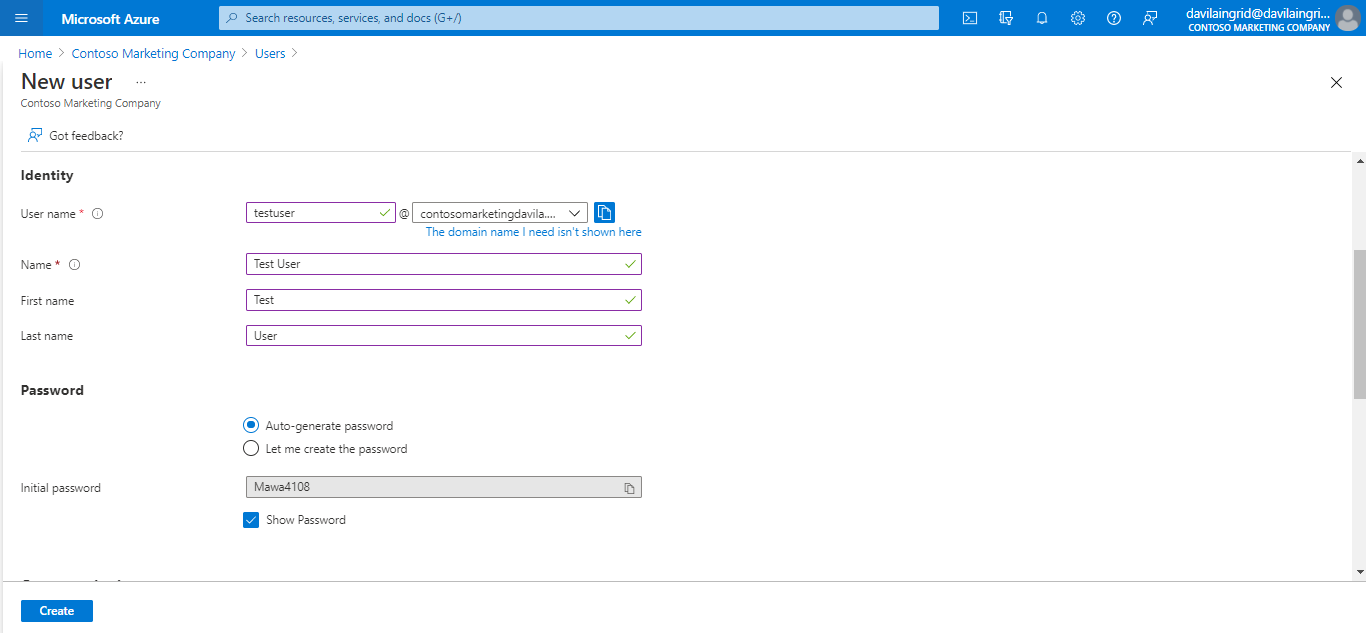 Microsoft Azure
Search resources, services, and docs (G+/)
davilaingrid@davilaingri...
CONTOSO MARKETING COMPANY
Home > Contoso Marketing Company > Users >
New user ...
Contoso Marketing Company
Got feedback?
Identity
User name *
testuser @ contosomarketingdavila....
The domain name I need isn't shown here
Name * Test User
First name Test
Last name User
Password
Auto-generate password
Let me create the password
Initial password Mawa4108
Show Password
Create